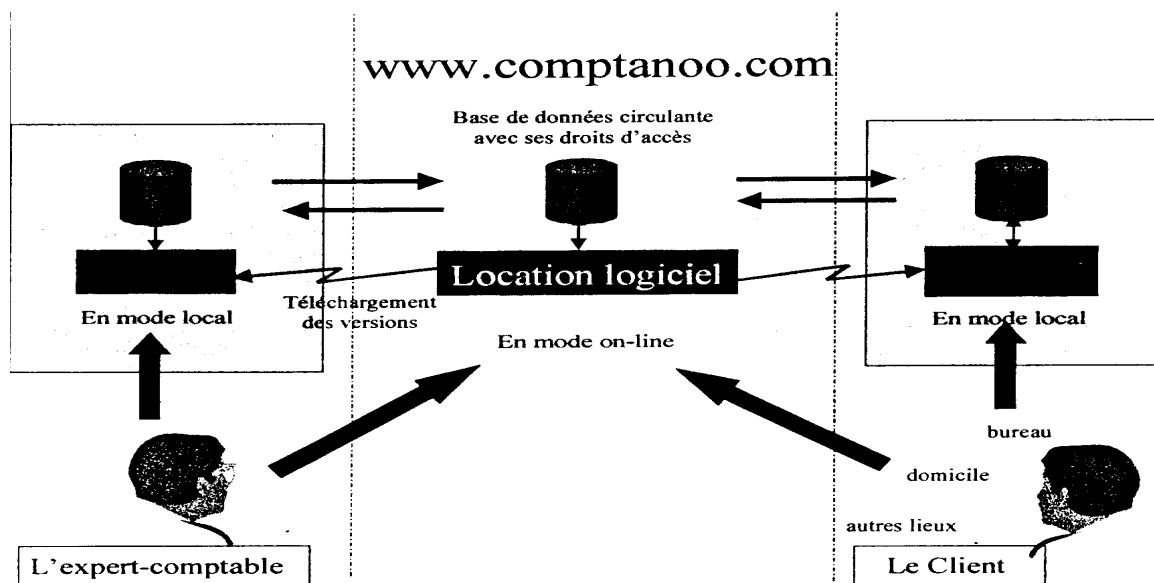 www.comptanoo.com
Base de données circulante
avec ses droits d'accès
Location logiciel
Téléchargement
des versions
En mode local
En mode on-line
En mode local
bureau
domicile
autres lieux
L'expert-comptable
Le Client